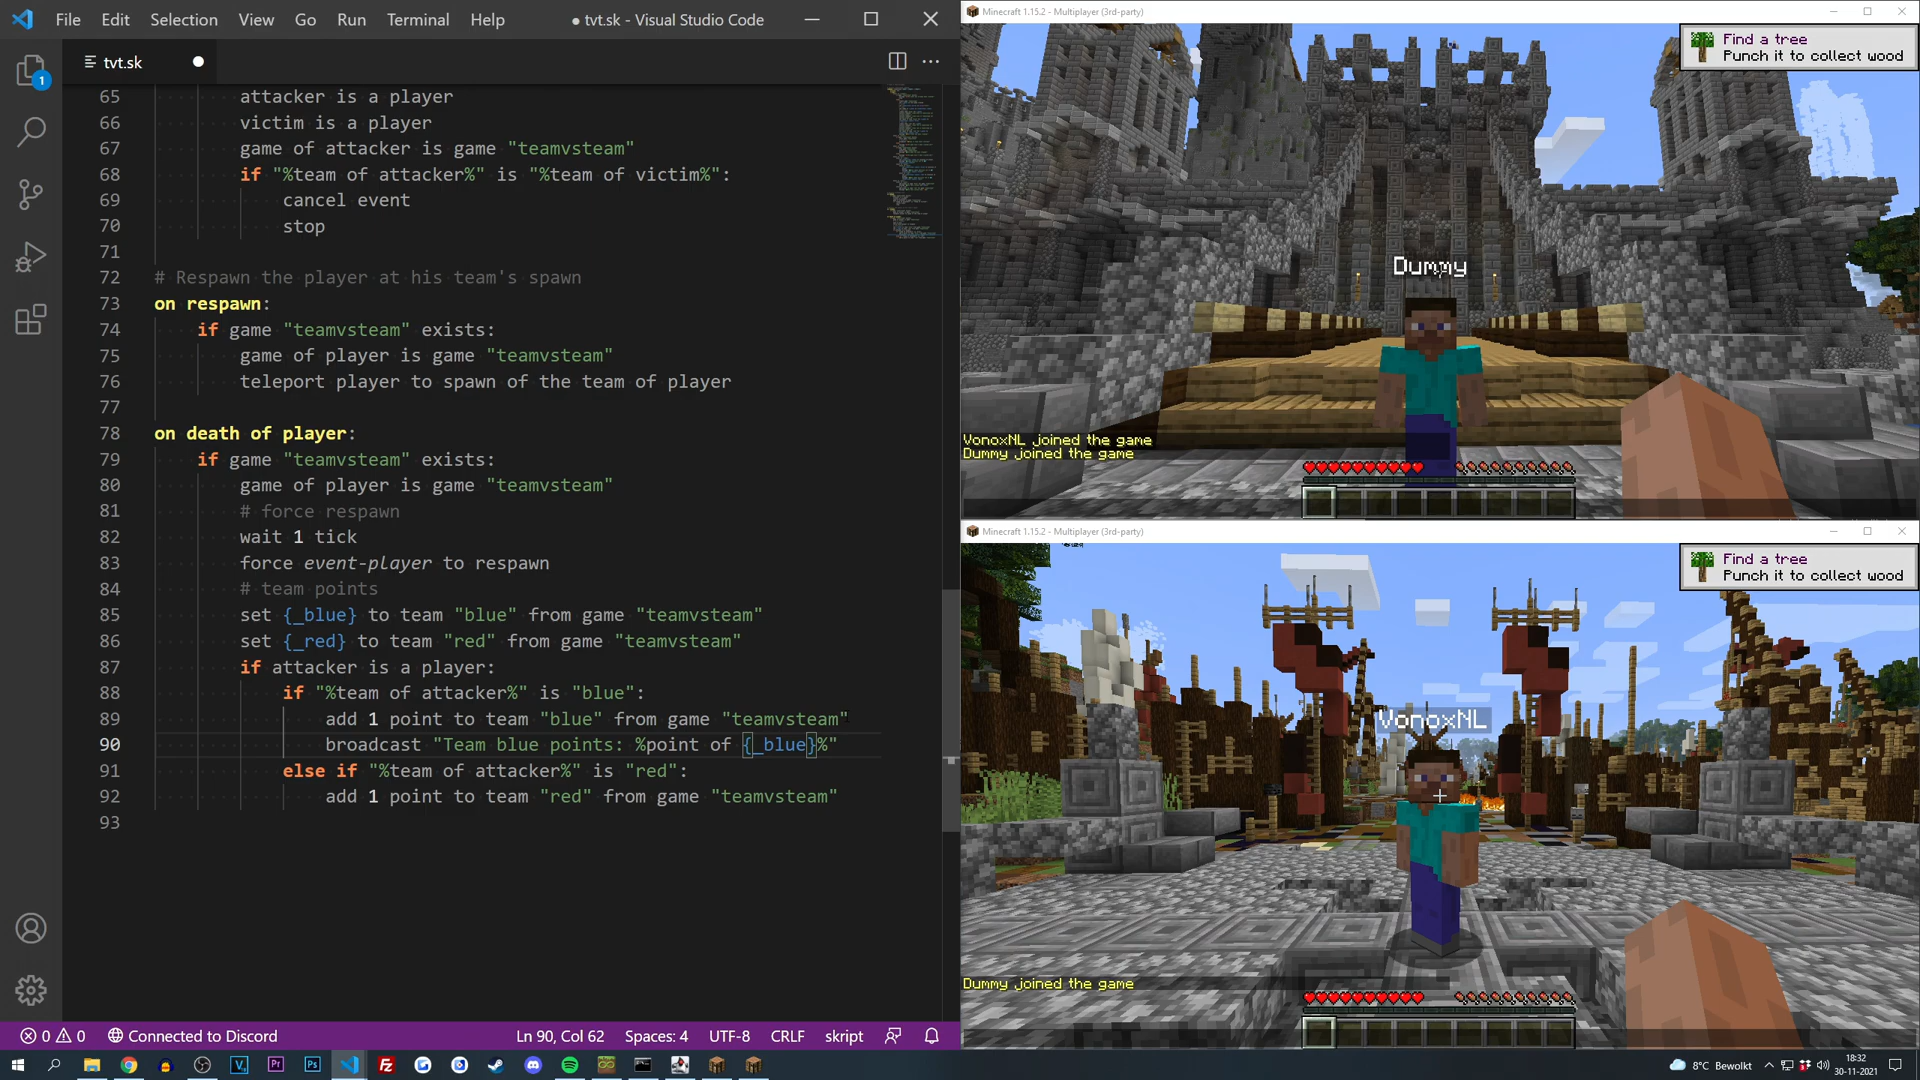 File Edit Selection View Go Run Terminal Help
● tvt.sk - Visual Studio Code
1
tvt.sk
65 attacker is a player
66 victim is a player
67 game of attacker is game "teamvsteam"
68 if "%team of attacker%" is "%team of victim%":
69 cancel event
70 stop
71
72 # Respawn the player at his team's spawn
73 on respawn:
74 if game "teamvsteam" exists:
75 game of player is game "teamvsteam"
76 teleport player to spawn of the team of player
77
78 on death of player:
79 if game "teamvsteam" exists:
80 game of player is game "teamvsteam"
81 # force respawn
82 wait 1 tick
83 force event-player to respawn
84 # team points
85 set {_blue} to team "blue" from game "teamvsteam"
86 set {_red} to team "red" from game "teamvsteam"
87 if attacker is a player:
88 if "%team of attacker%" is "blue":
89 add 1 point to team "blue" from game "teamvsteam"
90 broadcast "Team blue points: %point of {_blue}%"
91 else if "%team of attacker%" is "red":
92 add 1 point to team "red" from game "teamvsteam"
93
0 0 Connected to Discord
Ln 90, Col 62 Spaces: 4 UTF-8 CRLF skript
Minecraft 1.15.2 - Multiplayer (3rd-party)
Find a tree
Punch it to collect wood
Dummy
VonoxNL joined the game
Dummy joined the game
Minecraft 1.15.2 - Multiplayer (3rd-party)
Find a tree
Punch it to collect wood
VonoxNL
Dummy joined the game
V
Pr
Ps
Fz
8°C Bewolkt
18:32
30-11-2021